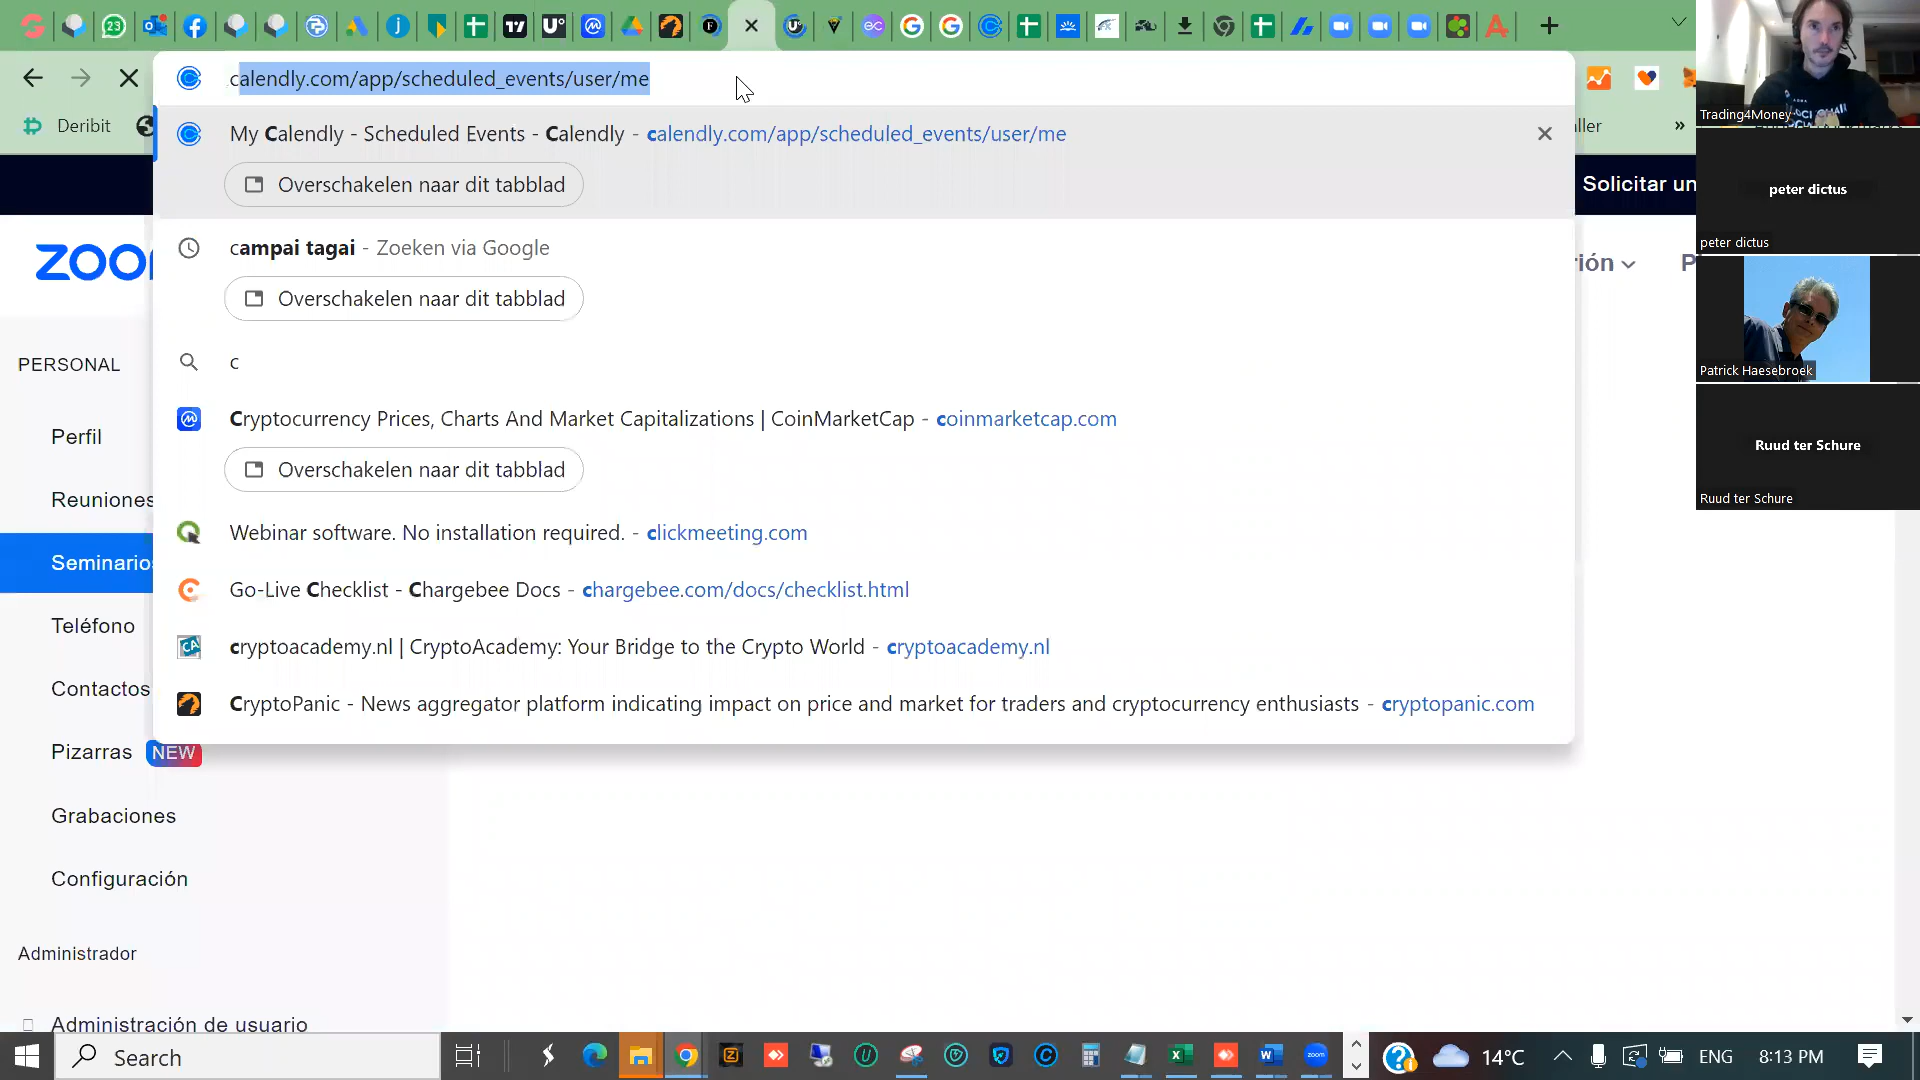 23
calendly.com/app/scheduled_events/user/me
My Calendly - Scheduled Events - Calendly - calendly.com/app/scheduled_events/user/me
Overschakelen naar dit tabblad
campai tagai - Zoeken via Google
Overschakelen naar dit tabblad
c
Cryptocurrency Prices, Charts And Market Capitalizations | CoinMarketCap - coinmarketcap.com
Overschakelen naar dit tabblad
Webinar software. No installation required. - clickmeeting.com
Go-Live Checklist - Chargebee Docs - chargebee.com/docs/checklist.html
cryptoacademy.nl | CryptoAcademy: Your Bridge to the Crypto World - cryptoacademy.nl
CryptoPanic - News aggregator platform indicating impact on price and market for traders and cryptocurrency enthusiasts - cryptopanic.com
Deribit
ller
»
Solicitar un
zoo
ión
P
PERSONAL
Perfil
Reuniones
Seminarios
Teléfono
Contactos
Pizarras NEW
Grabaciones
Configuración
Administrador
Administración de usuario
Trading4Money
peter dictus
peter dictus
Patrick Haesebroek
Ruud ter Schure
Ruud ter Schure
Search
14°C
ENG
8:13 PM